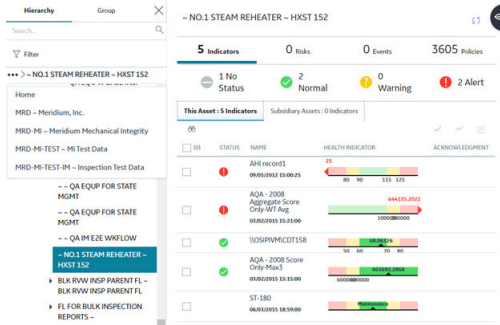 Hierarchy
Group
Search...
Filter
••• > ~ NO.1 STEAM REHEATER ~ HXST 152
Home
MRD ~ Meridium, Inc.
MRD-MI ~ Meridium Mechanical Integrity
MRD-MI-TEST ~ MI Test Data
MRD-MI-TEST-IM ~ Inspection Test Data
~ ~ QA EQUP FOR STATE
MGMT
~ ~ QA EQUP FOR STATE
MGMT
~ ~ QA IM E2E WKFLOW
~ NO.1 STEAM REHEATER ~
HXST 152
BLK RVW INSP PARENT FL ~
BLK RVW INSP PARENT FL
FL FOR BULK INSPECTION
REPORTS ~
~ NO.1 STEAM REHEATER ~ HXST 152
5 Indicators
0 Risks
0 Events
3605 Policies
1 No
Status
2
Normal
0
Warning
2 Alert
This Asset : 5 Indicators
Subsidiary Assets : 0 Indicators
(0)
STATUS
NAME
HEALTH INDICATOR
ACKNOWLEDGMENT
AHI record1
09/05/2012 15:00:25
25
80 90 115 125
AQA - 2008
Aggregate Score
Only-WT Avg
03/02/2015 15:21:00
644135.2022
\\OSIPIVM\CDT158
68.06326
50 60 75 80
AQA - 2008 Score
Only-Max3
03/02/2015 15:15:00
663692.2868
ST-180
06/03/2015 18:59:00
Maintenance